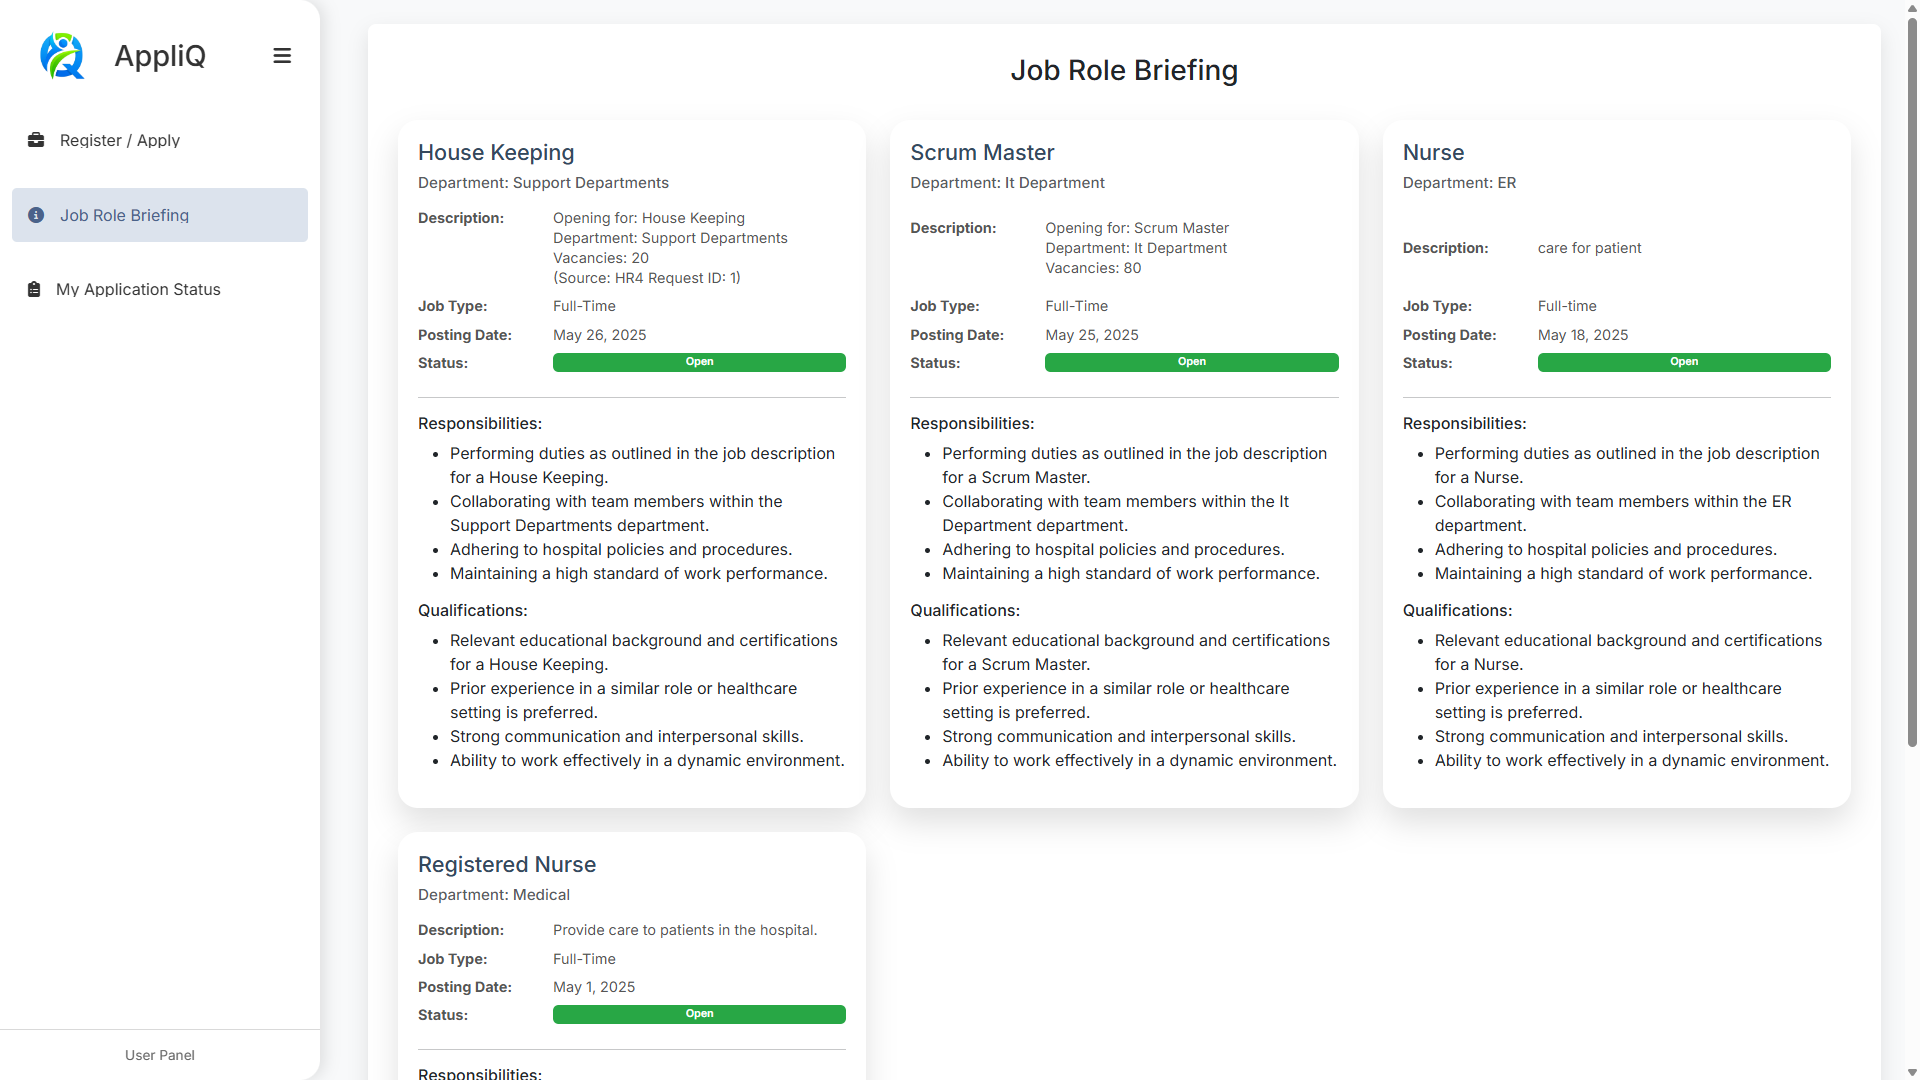 AppliQ
Register / Apply
Job Role Briefing
My Application Status
User Panel
Job Role Briefing
House Keeping
Department: Support Departments
Description: Opening for: House Keeping
Department: Support Departments
Vacancies: 20
(Source: HR4 Request ID: 1)
Job Type: Full-Time
Posting Date: May 26, 2025
Status: Open
Responsibilities:
• Performing duties as outlined in the job description
for a House Keeping.
• Collaborating with team members within the
Support Departments department.
• Adhering to hospital policies and procedures.
• Maintaining a high standard of work performance.
Qualifications:
• Relevant educational background and certifications
for a House Keeping.
• Prior experience in a similar role or healthcare
setting is preferred.
• Strong communication and interpersonal skills.
• Ability to work effectively in a dynamic environment.
Scrum Master
Department: It Department
Description: Opening for: Scrum Master
Department: It Department
Vacancies: 80
Job Type: Full-Time
Posting Date: May 25, 2025
Status: Open
Responsibilities:
• Performing duties as outlined in the job description
for a Scrum Master.
• Collaborating with team members within the It
Department department.
• Adhering to hospital policies and procedures.
• Maintaining a high standard of work performance.
Qualifications:
• Relevant educational background and certifications
for a Scrum Master.
• Prior experience in a similar role or healthcare
setting is preferred.
• Strong communication and interpersonal skills.
• Ability to work effectively in a dynamic environment.
Nurse
Department: ER
Description: care for patient
Job Type: Full-time
Posting Date: May 18, 2025
Status: Open
Responsibilities:
• Performing duties as outlined in the job description
for a Nurse.
• Collaborating with team members within the ER
department.
• Adhering to hospital policies and procedures.
• Maintaining a high standard of work performance.
Qualifications:
• Relevant educational background and certifications
for a Nurse.
• Prior experience in a similar role or healthcare
setting is preferred.
• Strong communication and interpersonal skills.
• Ability to work effectively in a dynamic environment.
Registered Nurse
Department: Medical
Description: Provide care to patients in the hospital.
Job Type: Full-Time
Posting Date: May 1, 2025
Status: Open
Responsibilities: